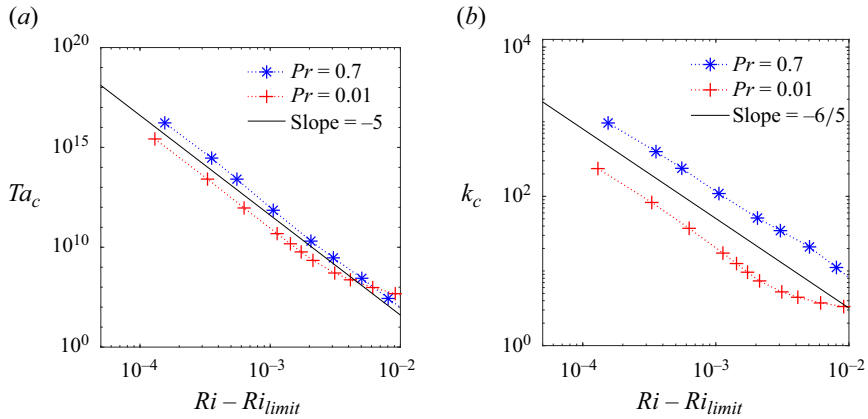 (a)
10^20
10^15
10^10
10^0
Ta_c
Pr = 0.7
Pr = 0.01
Slope = –5
10^–4
10^–3
10^–2
Ri – Ri_limit
(b)
10^4
10^2
10^0
k_c
Pr = 0.7
Pr = 0.01
Slope = –6/5
10^–4
10^–3
10^–2
Ri – Ri_limit